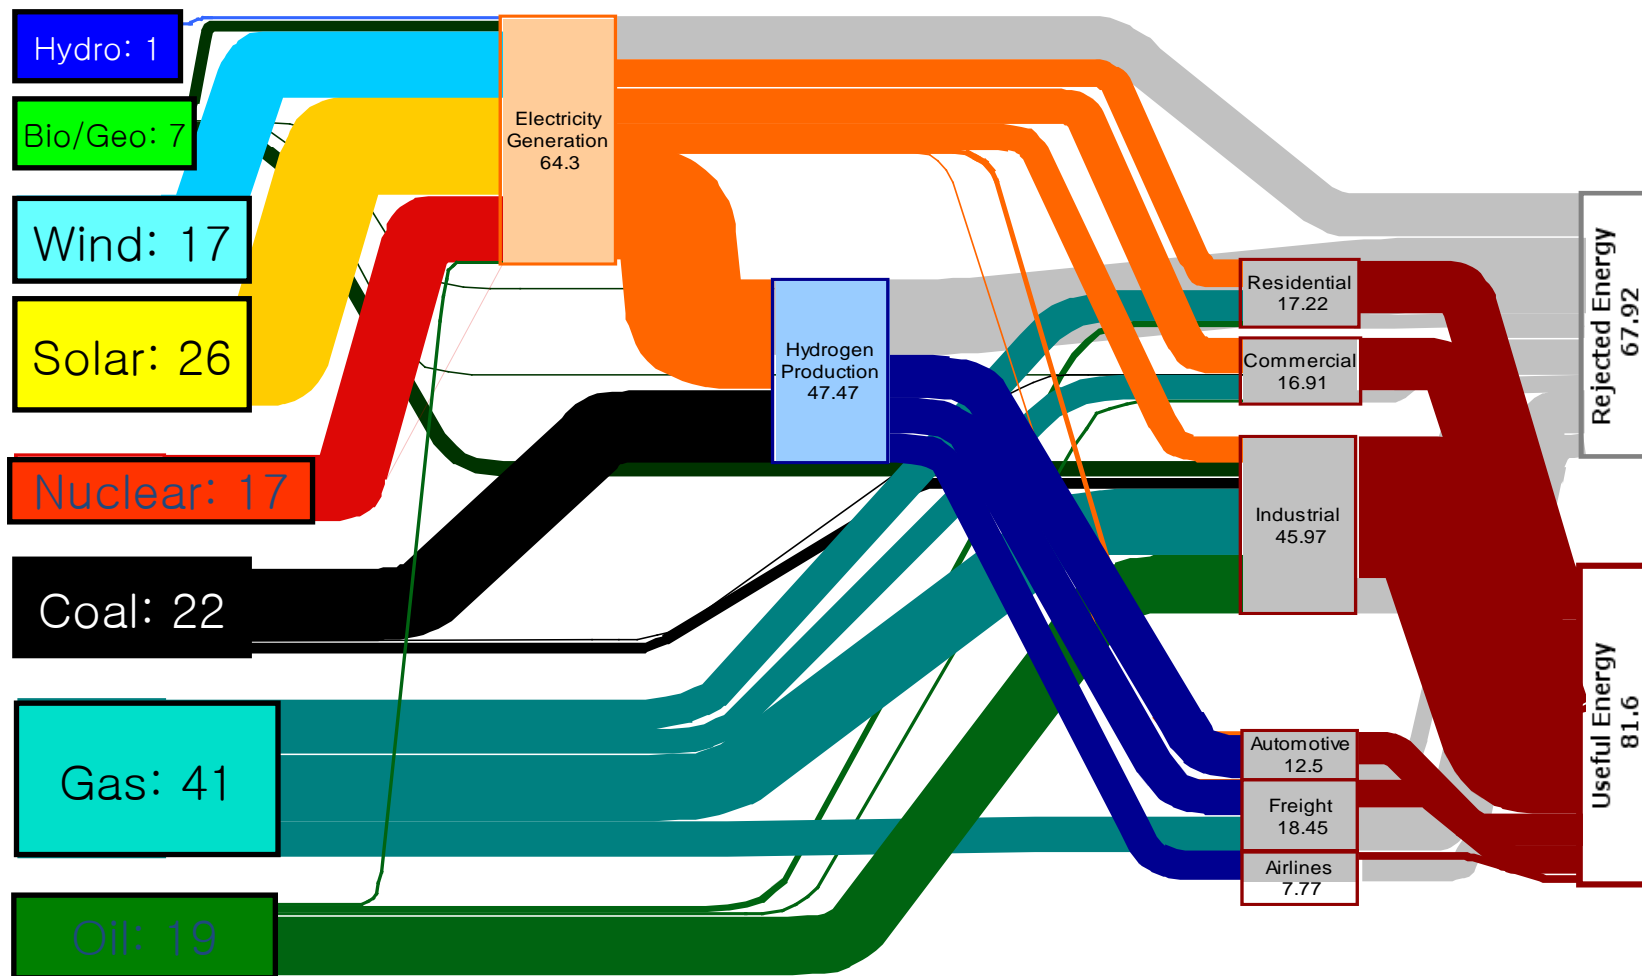 Hydro: 1
Bio/Geo: 7
Wind: 17
Solar: 26
Nuclear: 17
Coal: 22
Gas: 41
Oil: 19
Electricity
Generation
64.3
Hydrogen
Production
47.47
Residential
17.22
Commercial
16.91
Industrial
45.97
Automotive
12.5
Freight
18.45
Airlines
7.77
Rejected Energy
67.92
Useful Energy
81.6